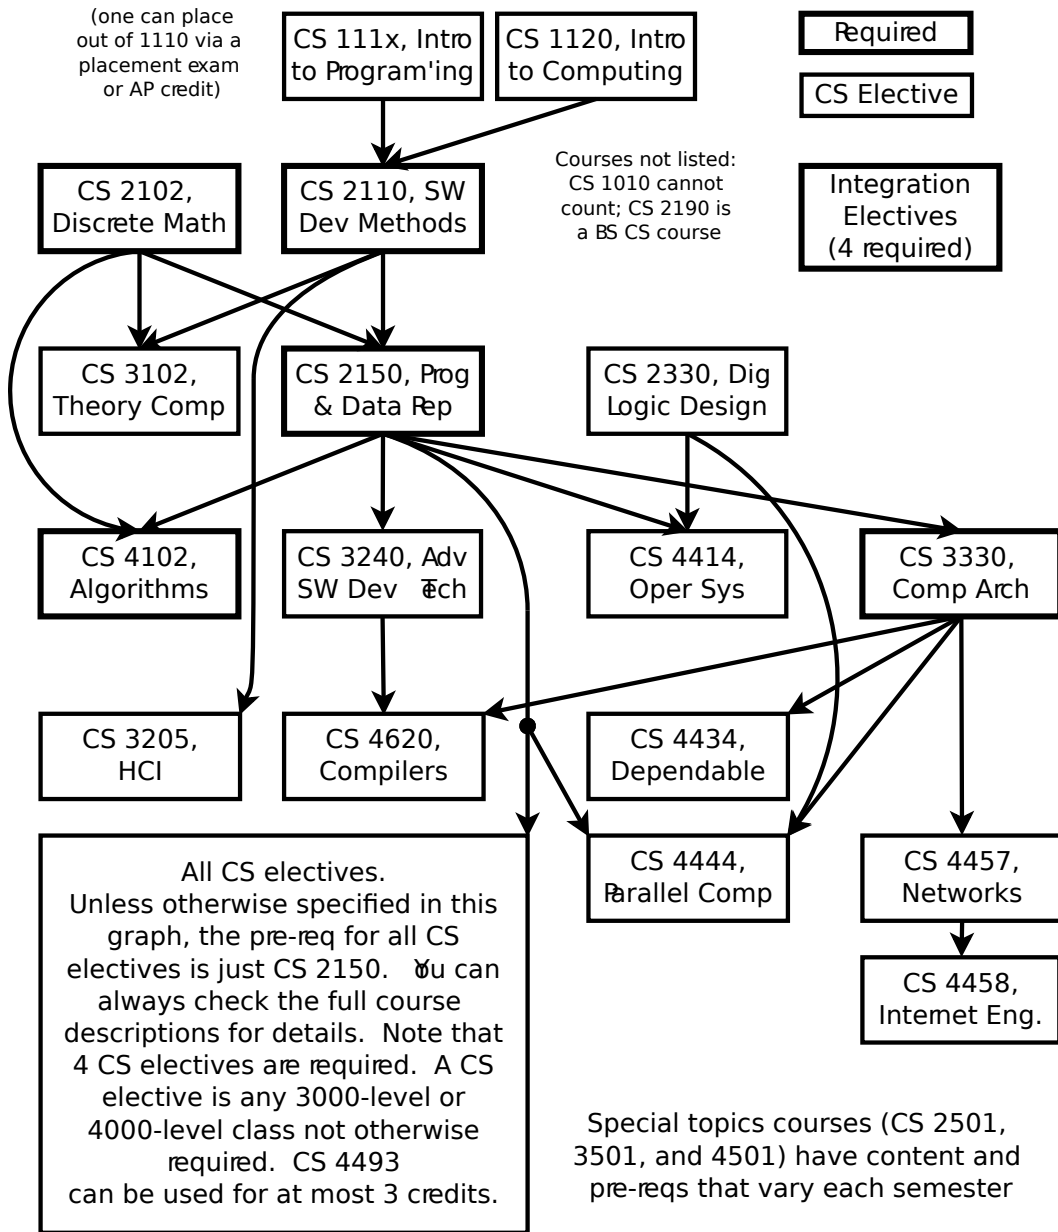 (one can place
out of 1110 via a
placement exam
or AP credit)
CS 111x, Intro
to Program'ing
CS 1120, Intro
to Computing
Required
CS Elective
Courses not listed:
CS 1010 cannot
count; CS 2190 is
a BS CS course
Integration
Electives
(4 required)
CS 2102,
Discrete Math
CS 2110, SW
Dev Methods
CS 3102,
Theory Comp
CS 2150, Prog
& Data Rep
CS 2330, Dig
Logic Design
CS 4102,
Algorithms
CS 3240, Adv
SW Dev Tech
CS 4414,
Oper Sys
CS 3330,
Comp Arch
CS 3205,
HCI
CS 4620,
Compilers
CS 4434,
Dependable
CS 4444,
Parallel Comp
CS 4457,
Networks
CS 4458,
Internet Eng.
All CS electives.
Unless otherwise specified in this
graph, the pre-req for all CS
electives is just CS 2150. You can
always check the full course
descriptions for details. Note that
4 CS electives are required. A CS
elective is any 3000-level or
4000-level class not otherwise
required. CS 4493
can be used for at most 3 credits.
Special topics courses (CS 2501,
3501, and 4501) have content and
pre-reqs that vary each semester